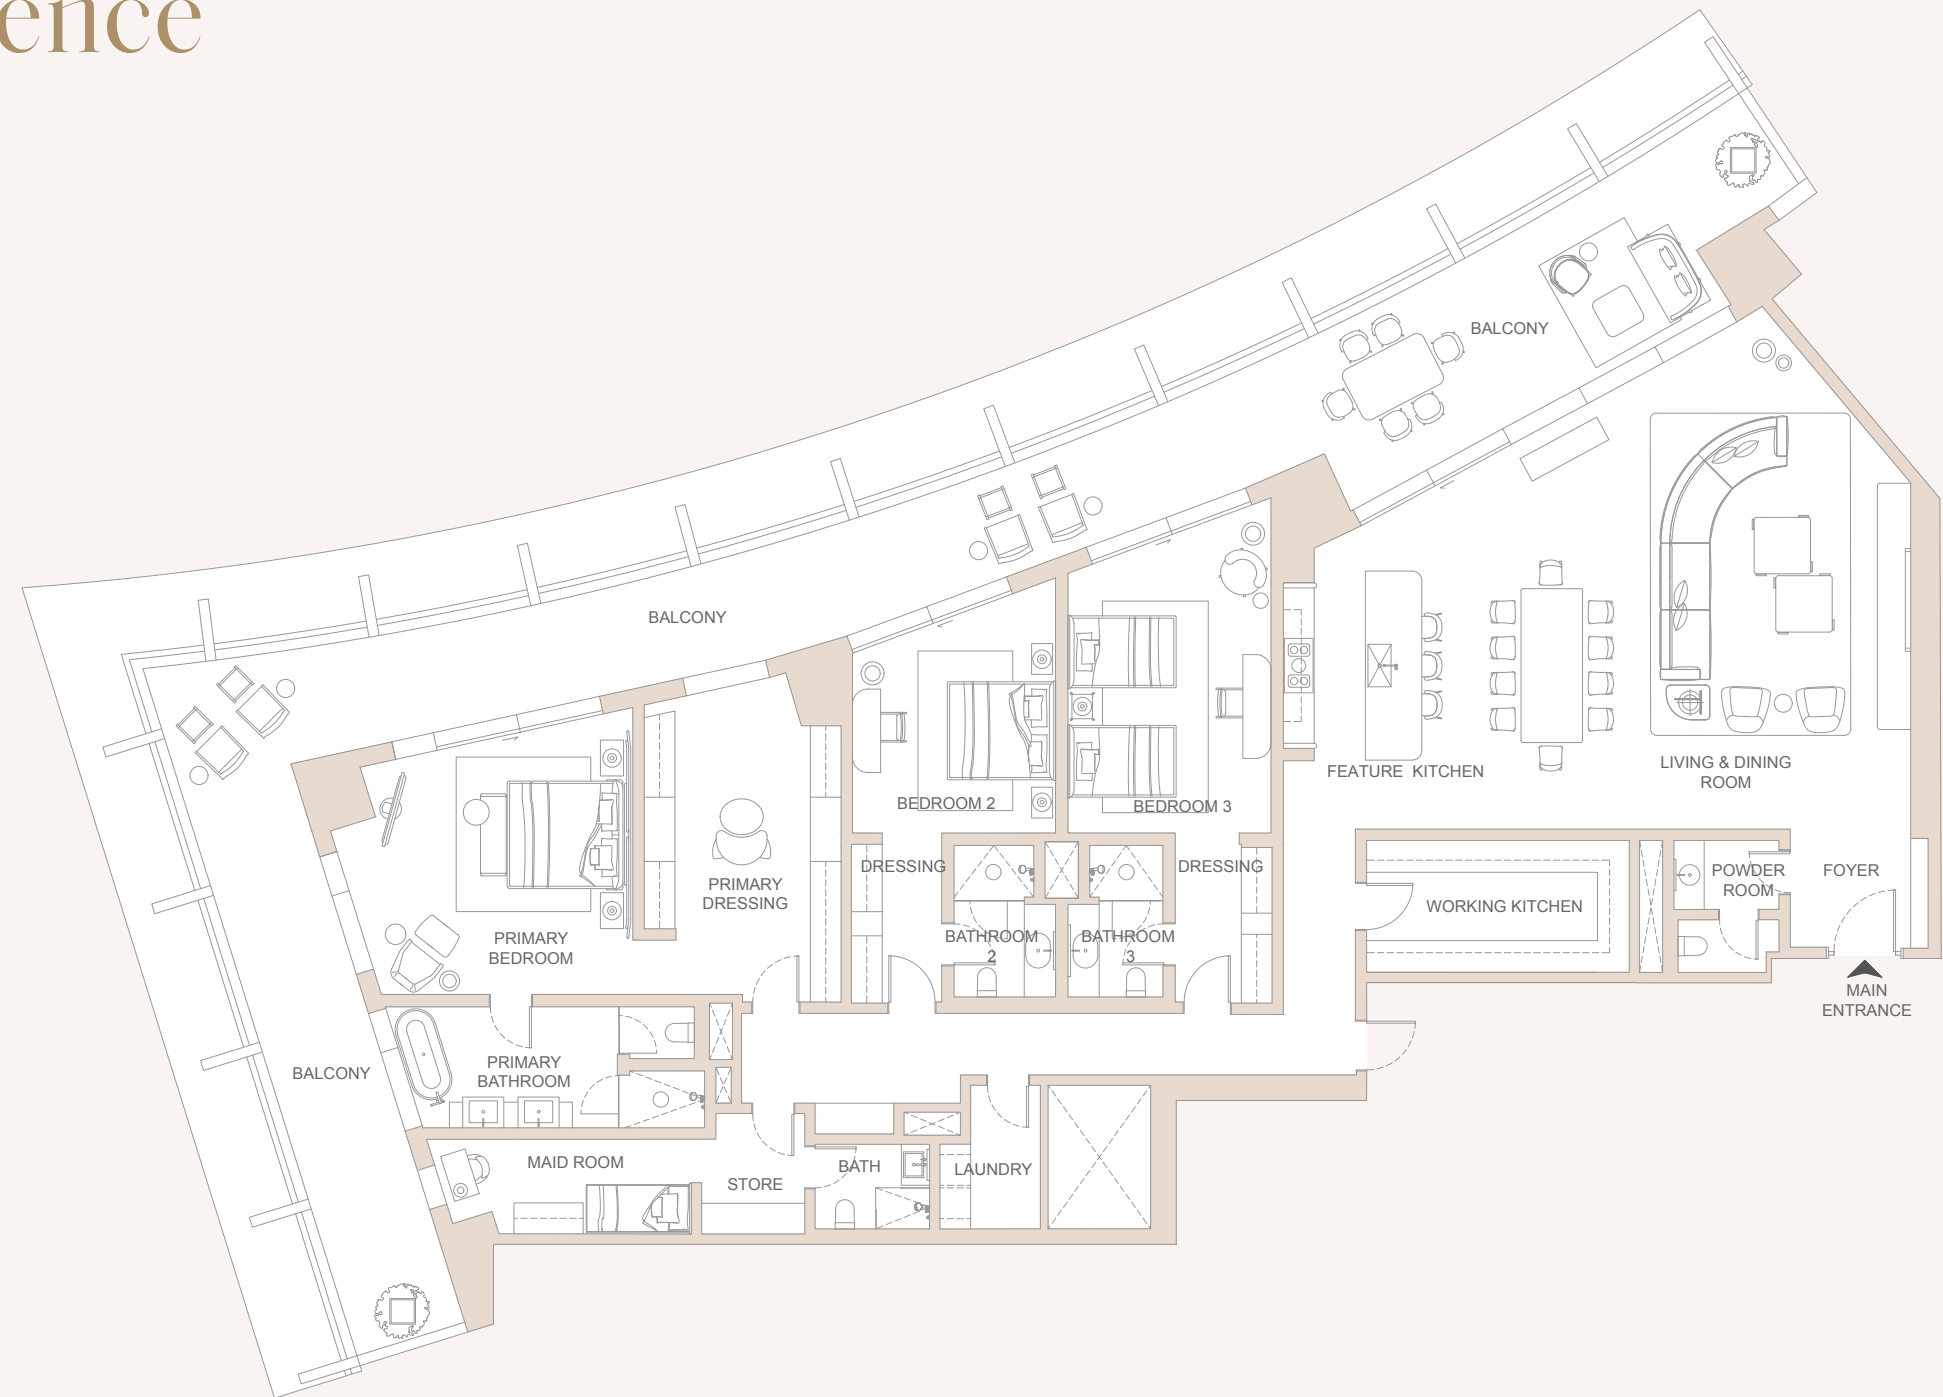 ence
BALCONY
BALCONY
FEATURE KITCHEN
LIVING & DINING
ROOM
BEDROOM 2
BEDROOM 3
DRESSING
DRESSING
PRIMARY
DRESSING
POWDER
ROOM
FOYER
WORKING KITCHEN
PRIMARY
BEDROOM
BATHROOM
2
BATHROOM
3
MAIN
ENTRANCE
BALCONY
PRIMARY
BATHROOM
MAID ROOM
STORE
BATH
LAUNDRY